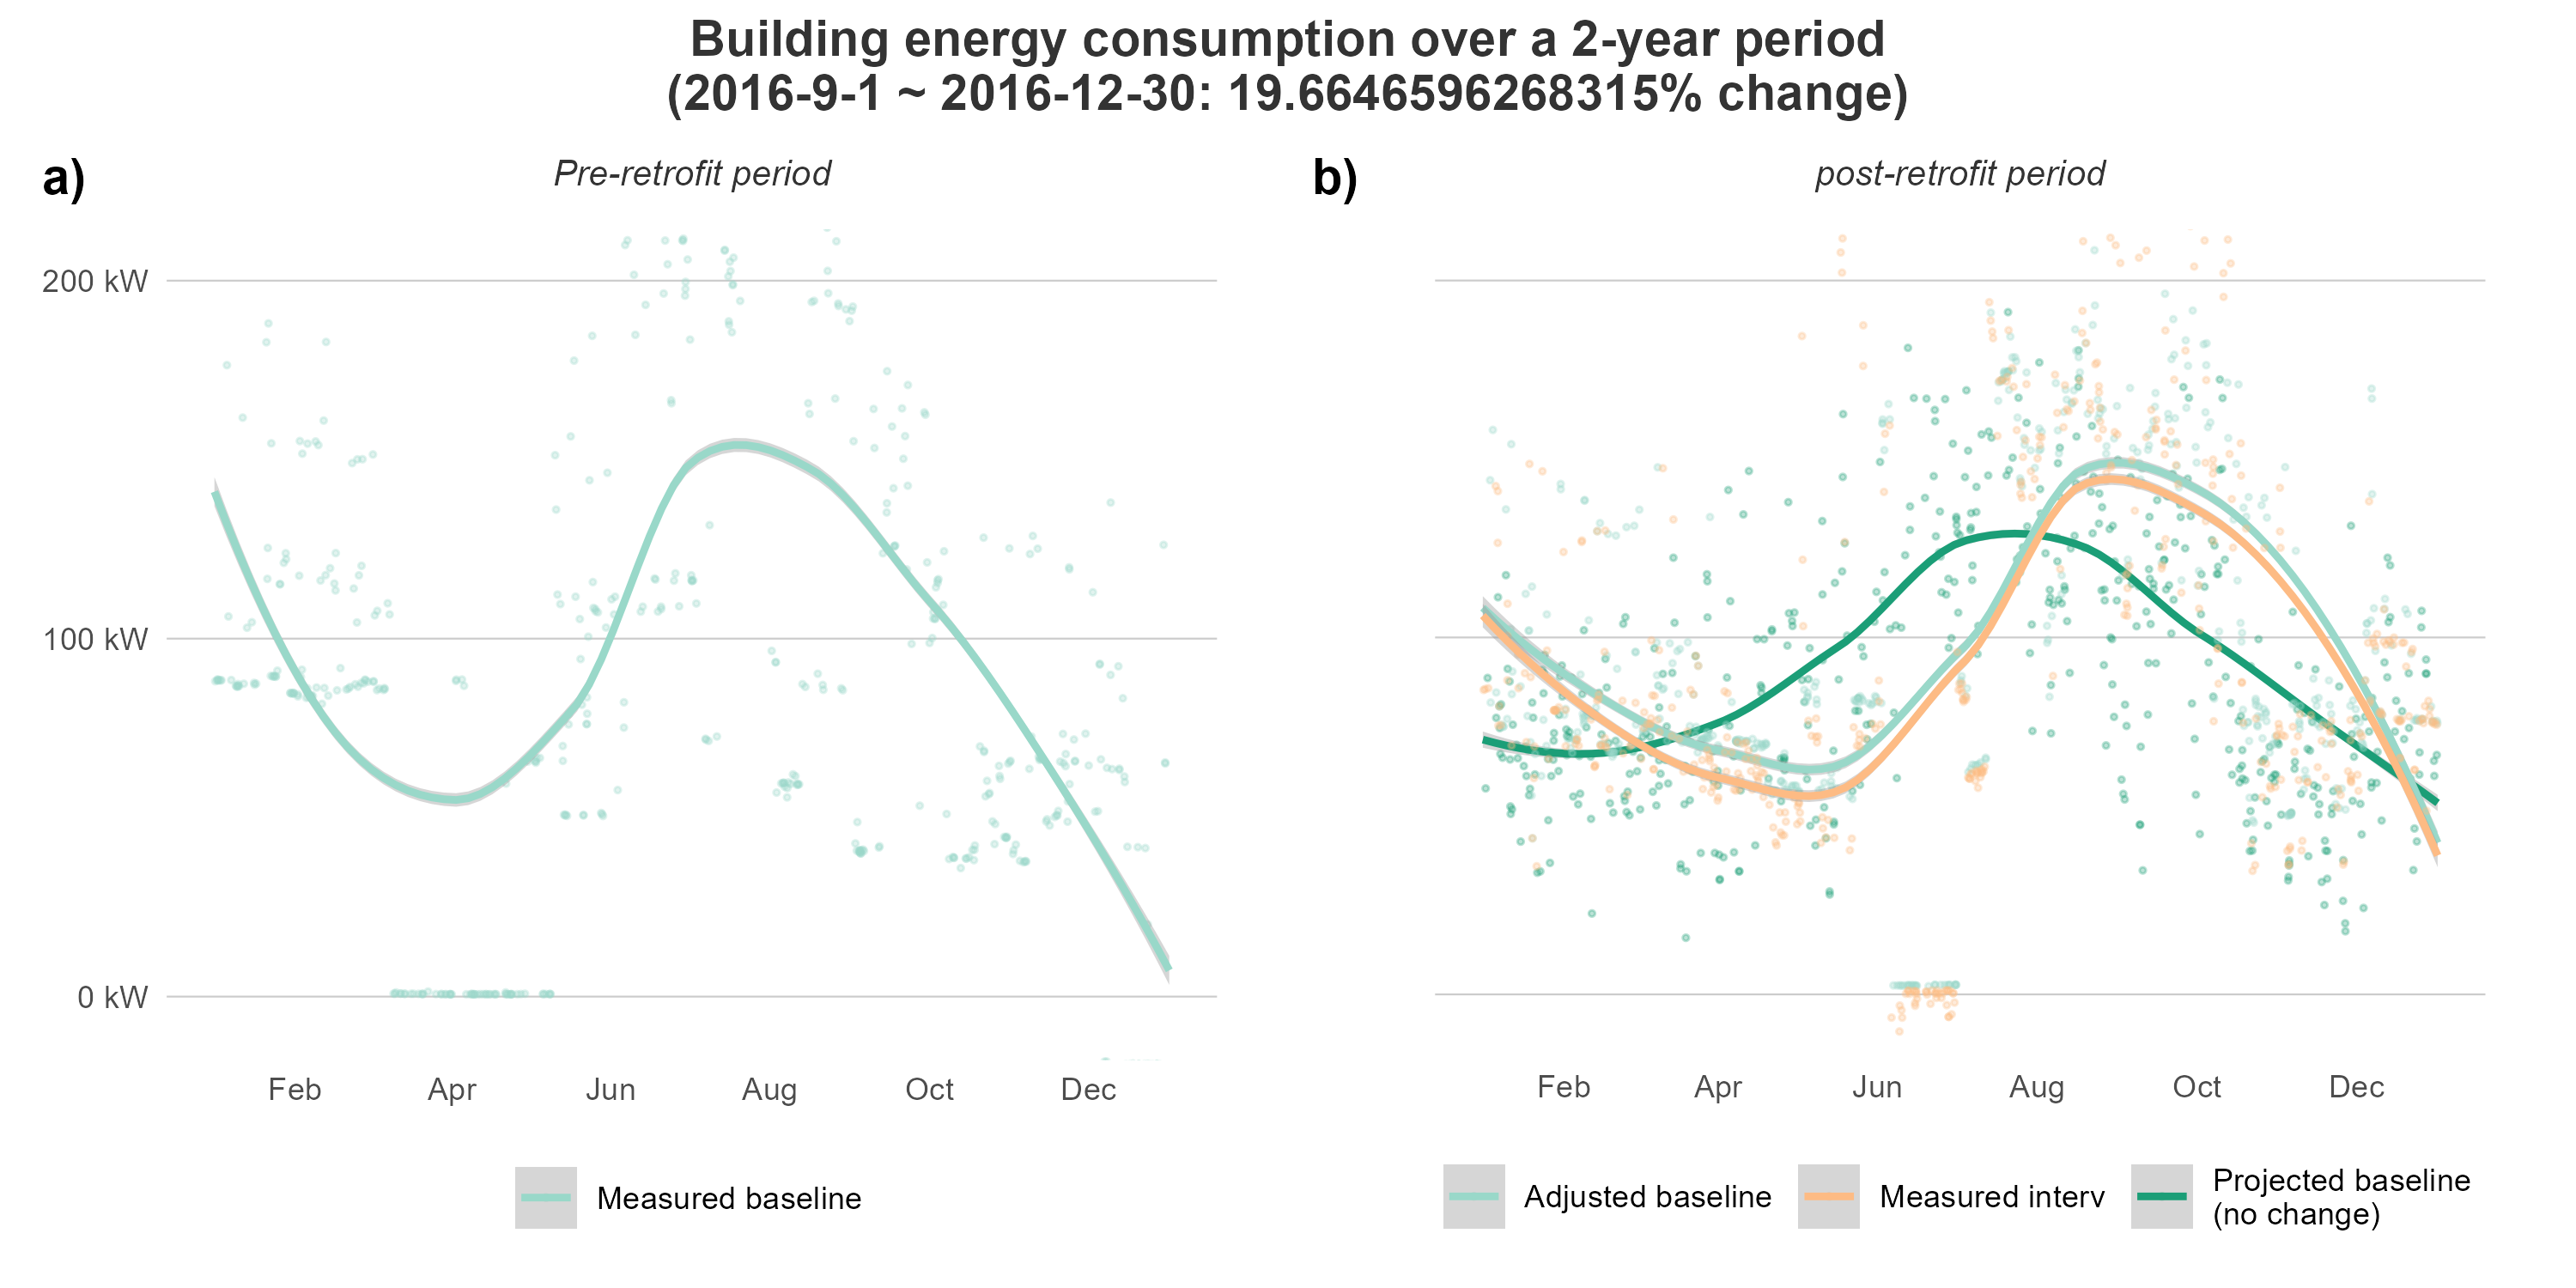 Building energy consumption over a 2-year period
(2016-9-1 ~ 2016-12-30: 19.6646596268315% change)
a)
Pre-retrofit period
200 kW
100 kW
0 kW
Feb Apr Jun Aug Oct Dec
Measured baseline
b)
post-retrofit period
Feb Apr Jun Aug Oct Dec
Adjusted baseline
Measured interv
Projected baseline
(no change)